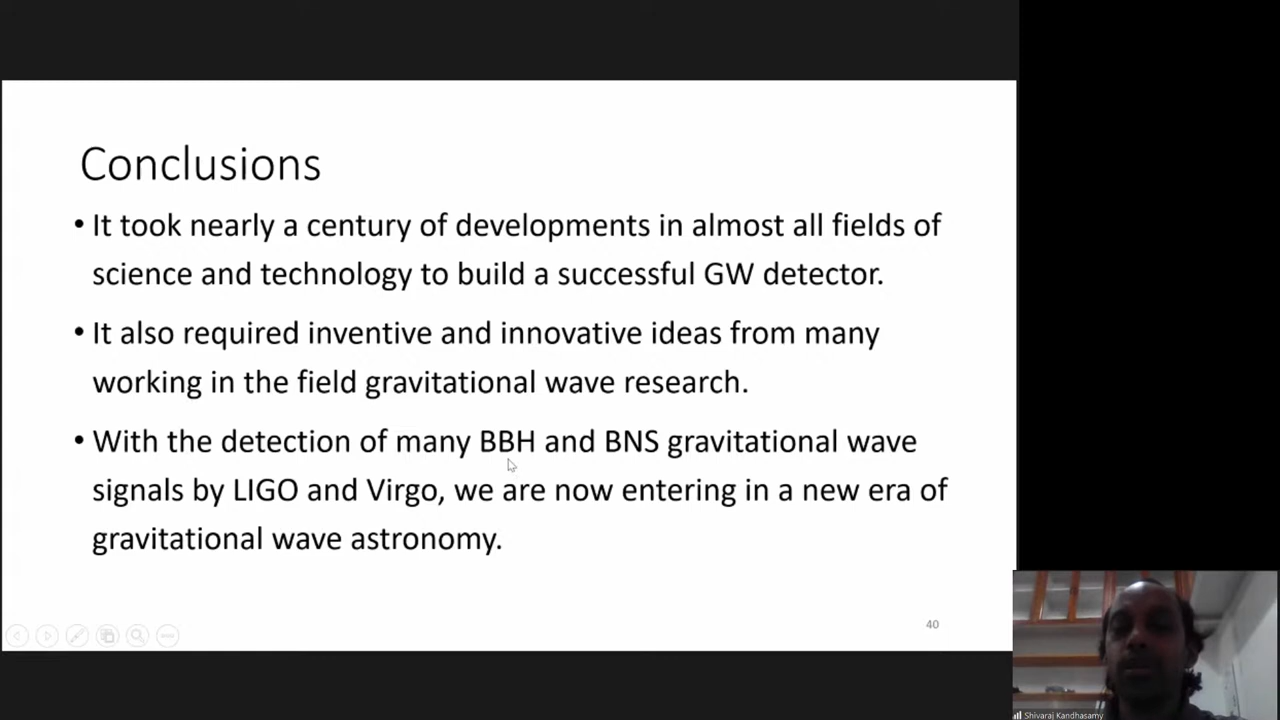 Conclusions
• It took nearly a century of developments in almost all fields of
science and technology to build a successful GW detector.
• It also required inventive and innovative ideas from many
working in the field gravitational wave research.
• With the detection of many BBH and BNS gravitational wave
signals by LIGO and Virgo, we are now entering in a new era of
gravitational wave astronomy.
40
Shivaraj Kandhasamy